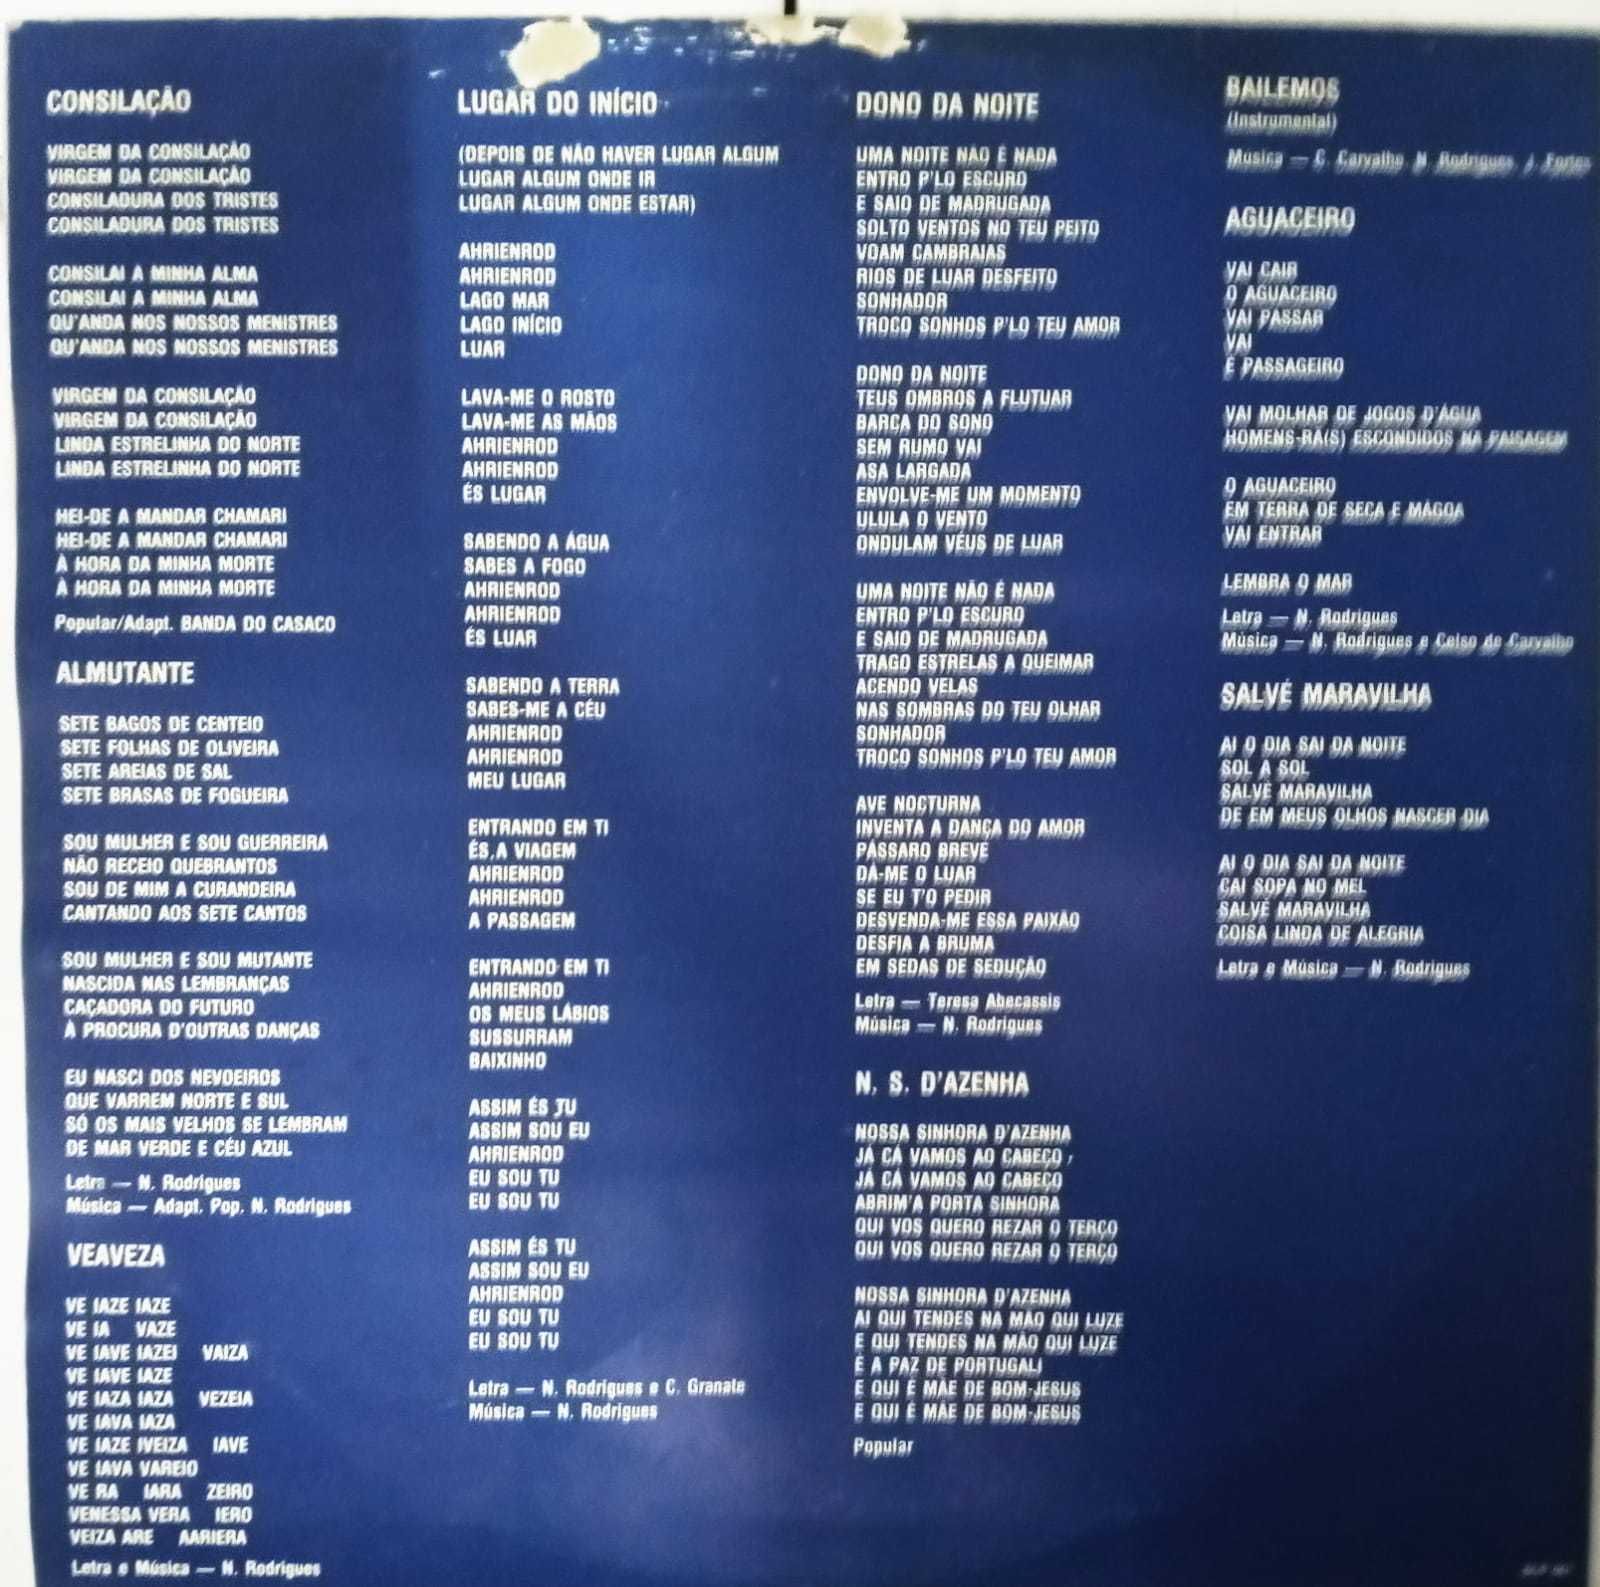 CONSILAÇÃO
VIRGEM DA CONSILAÇÃO
VIRGEM DA CONSILAÇÃO
CONSILADURA DOS TRISTES
CONSILADURA DOS TRISTES
CONSILAI A MINHA ALMA
CONSILAI A MINHA ALMA
QU'ANDA NOS NOSSOS MENISTRES
QU'ANDA NOS NOSSOS MENISTRES
VIRGEM DA CONSILAÇÃO
VIRGEM DA CONSILAÇÃO
LINDA ESTRELINHA DO NORTE
LINDA ESTRELINHA DO NORTE
HEI-DE A MANDAR CHAMARI
HEI-DE A MANDAR CHAMARI
À HORA DA MINHA MORTE
À HORA DA MINHA MORTE
Popular/Adapt. BANDA DO CASACO
ALMUTANTE
SETE BAGOS DE CENTEIO
SETE FOLHAS DE OLIVEIRA
SETE AREIAS DE SAL
SETE BRASAS DE FOGUEIRA
SOU MULHER E SOU GUERREIRA
NÃO RECEIO QUEBRANTOS
SOU DE MIM A CURANDEIRA
CANTANDO AOS SETE CANTOS
SOU MULHER E SOU MUTANTE
NASCIDA NAS LEMBRANÇAS
CAÇADORA DO FUTURO
À PROCURA D'OUTRAS DANÇAS
EU NASCI DOS NEVOEIROS
QUE VARREM NORTE E SUL
SÓ OS MAIS VELHOS SE LEMBRAM
DE MAR VERDE E CÉU AZUL
Letra — N. Rodrigues
Música — Adapt. Pop. N. Rodrigues
VEAVEZA
VE IAZE IAZE
VE IA VAZE
VE IAVE IAZEI VAIZA
VE IAVE IAZE
VE IAZA IAZA VEZEIA
VE IAVA IAZA
VE IAZE IVEIZA IAVE
VE IAVA VAREIO
VE RA IARA ZEIRO
VENESSA VERA IERO
VEIZA ARE AARIERA
Letra e Música — N. Rodrigues
LUGAR DO INÍCIO
(DEPOIS DE NÃO HAVER LUGAR ALGUM
LUGAR ALGUM ONDE IR
LUGAR ALGUM ONDE ESTAR)
AHRIENROD
AHRIENROD
LAGO MAR
LAGO INÍCIO
LUAR
LAVA-ME O ROSTO
LAVA-ME AS MÃOS
AHRIENROD
AHRIENROD
ÉS LUGAR
SABENDO A ÁGUA
SABES A FOGO
AHRIENROD
AHRIENROD
ÉS LUAR
SABENDO A TERRA
SABES-ME A CÉU
AHRIENROD
AHRIENROD
MEU LUGAR
ENTRANDO EM TI
ÉS A VIAGEM
AHRIENROD
AHRIENROD
A PASSAGEM
ENTRANDO EM TI
AHRIENROD
OS MEUS LÁBIOS
SUSSURRAM
BAIXINHO
ASSIM ÉS TU
ASSIM SOU EU
AHRIENROD
EU SOU TU
EU SOU TU
ASSIM ÉS TU
ASSIM SOU EU
AHRIENROD
EU SOU TU
EU SOU TU
Letra — N. Rodrigues e C. Granate
Música — N. Rodrigues
DONO DA NOITE
UMA NOITE NÃO É NADA
ENTRO P'LO ESCURO
E SAIO DE MADRUGADA
SOLTO VENTOS NO TEU PEITO
VOAM CAMBRAIAS
RIOS DE LUAR DESFEITO
SONHADOR
TROCO SONHOS P'LO TEU AMOR
DONO DA NOITE
TEUS OMBROS A FLUTUAR
BARCA DO SONO
SEM RUMO VAI
ASA LARGADA
ENVOLVE-ME UM MOMENTO
ULULA O VENTO
ONDULAM VÉUS DE LUAR
UMA NOITE NÃO É NADA
ENTRO P'LO ESCURO
E SAIO DE MADRUGADA
TRAGO ESTRELAS A QUEIMAR
ACENDO VELAS
NAS SOMBRAS DO TEU OLHAR
SONHADOR
TROCO SONHOS P'LO TEU AMOR
AVE NOCTURNA
INVENTA A DANÇA DO AMOR
PÁSSARO BREVE
DÁ-ME O LUAR
SE EU T'O PEDIR
DESVENDA-ME ESSA PAIXÃO
DESFIA A BRUMA
EM SEDAS DE SEDUÇÃO
Letra — Teresa Abecassis
Música — N. Rodrigues
N. S. D'AZENHA
NOSSA SINHORA D'AZENHA
JÁ CÁ VAMOS AO CABEÇO
JÁ CÁ VAMOS AO CABEÇO
ABRIM'A PORTA SINHORA
QUI VOS QUERO REZAR O TERÇO
QUI VOS QUERO REZAR O TERÇO
NOSSA SINHORA D'AZENHA
AI QUI TENDES NA MÃO QUI LUZE
E QUI TENDES NA MÃO QUI LUZE
É A PAZ DE PORTUGALI
E QUI É MÃE DE BOM-JESUS
E QUI É MÃE DE BOM-JESUS
Popular
BAILEMOS
(Instrumental)
Música — C. Carvalho, N. Rodrigues, J. Fortes
AGUACEIRO
VAI CAIR
O AGUACEIRO
VAI PASSAR
VAI
É PASSAGEIRO
VAI MOLHAR DE JOGOS D'ÁGUA
HOMENS-RÃ(S) ESCONDIDOS NA PAISAGEM
O AGUACEIRO
EM TERRA DE SECA E MÁGOA
VAI ENTRAR
LEMBRA O MAR
Letra — N. Rodrigues
Música — N. Rodrigues e Celso de Carvalho
SALVÉ MARAVILHA
AI O DIA SAI DA NOITE
SOL A SOL
SALVÉ MARAVILHA
DE EM MEUS OLHOS NASCER DIA
AI O DIA SAI DA NOITE
CAI SOPA NO MEL
SALVÉ MARAVILHA
COISA LINDA DE ALEGRIA
Letra e Música — N. Rodrigues